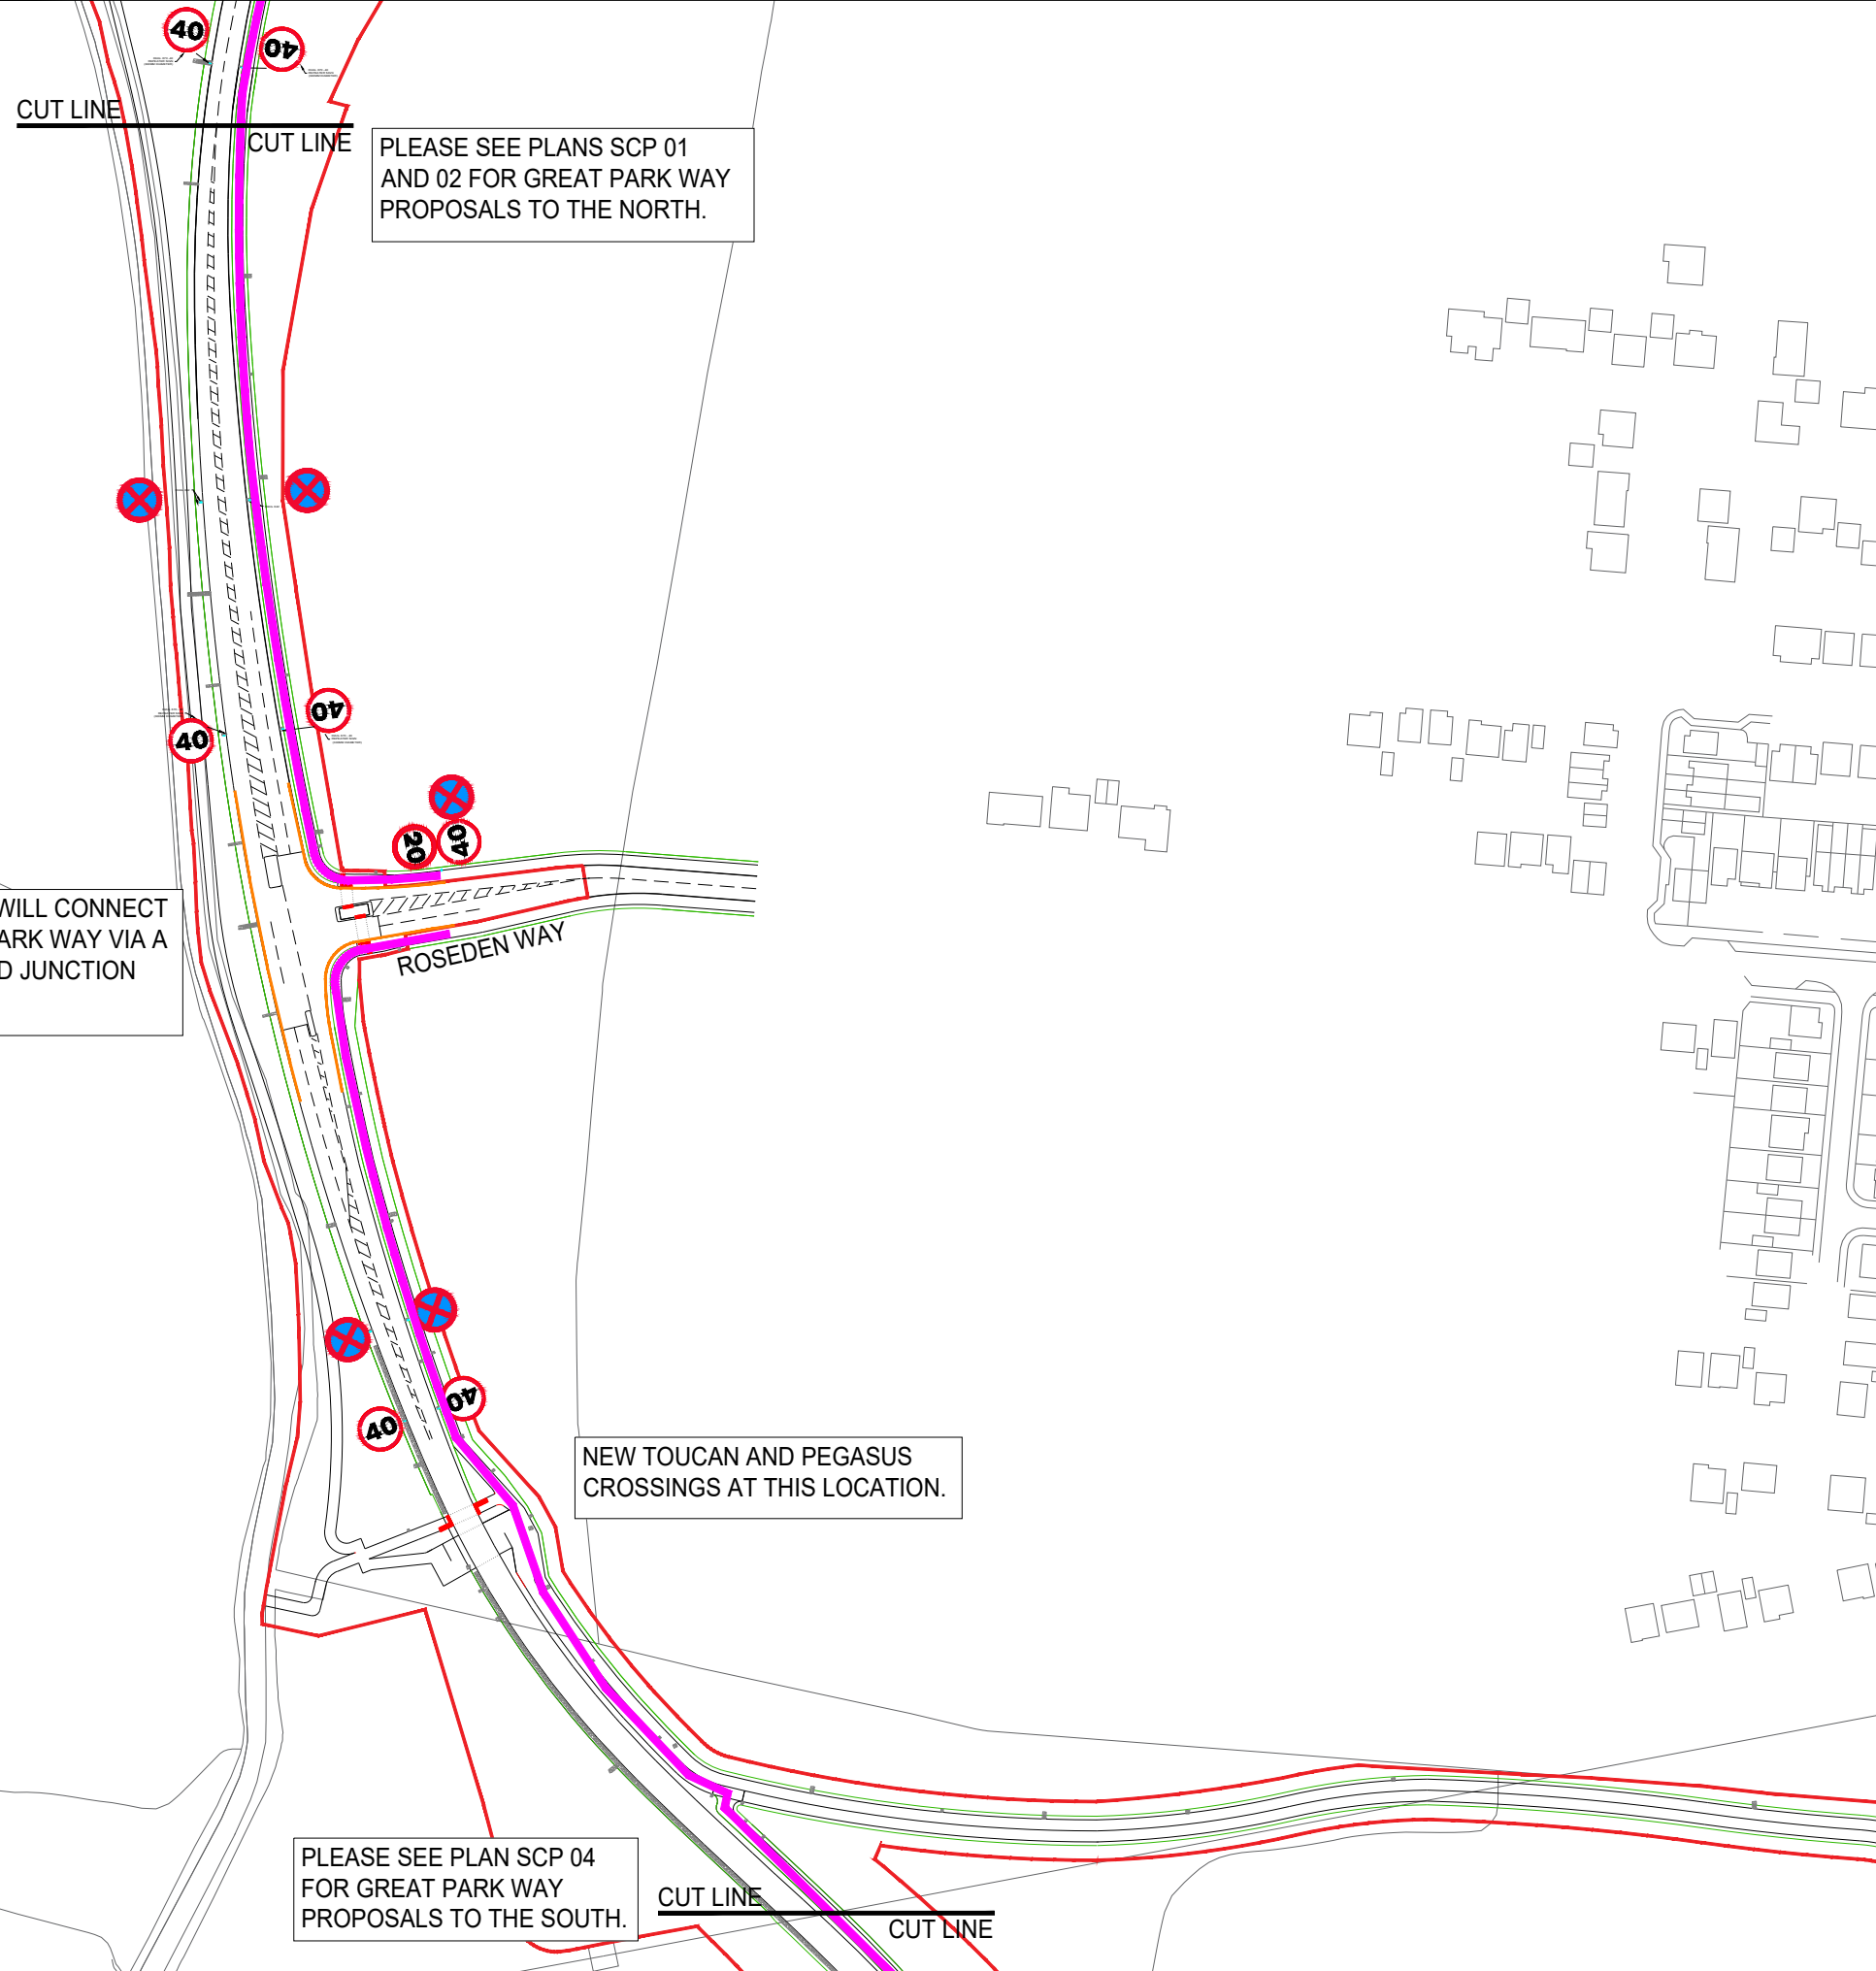 40
40
CUT LINE
CUT LINE
PLEASE SEE PLANS SCP 01
AND 02 FOR GREAT PARK WAY
PROPOSALS TO THE NORTH.
40
40
20
40
WILL CONNECT
ARK WAY VIA A
D JUNCTION
ROSEDEN WAY
40
40
NEW TOUCAN AND PEGASUS
CROSSINGS AT THIS LOCATION.
PLEASE SEE PLAN SCP 04
FOR GREAT PARK WAY
PROPOSALS TO THE SOUTH.
CUT LINE
CUT LINE